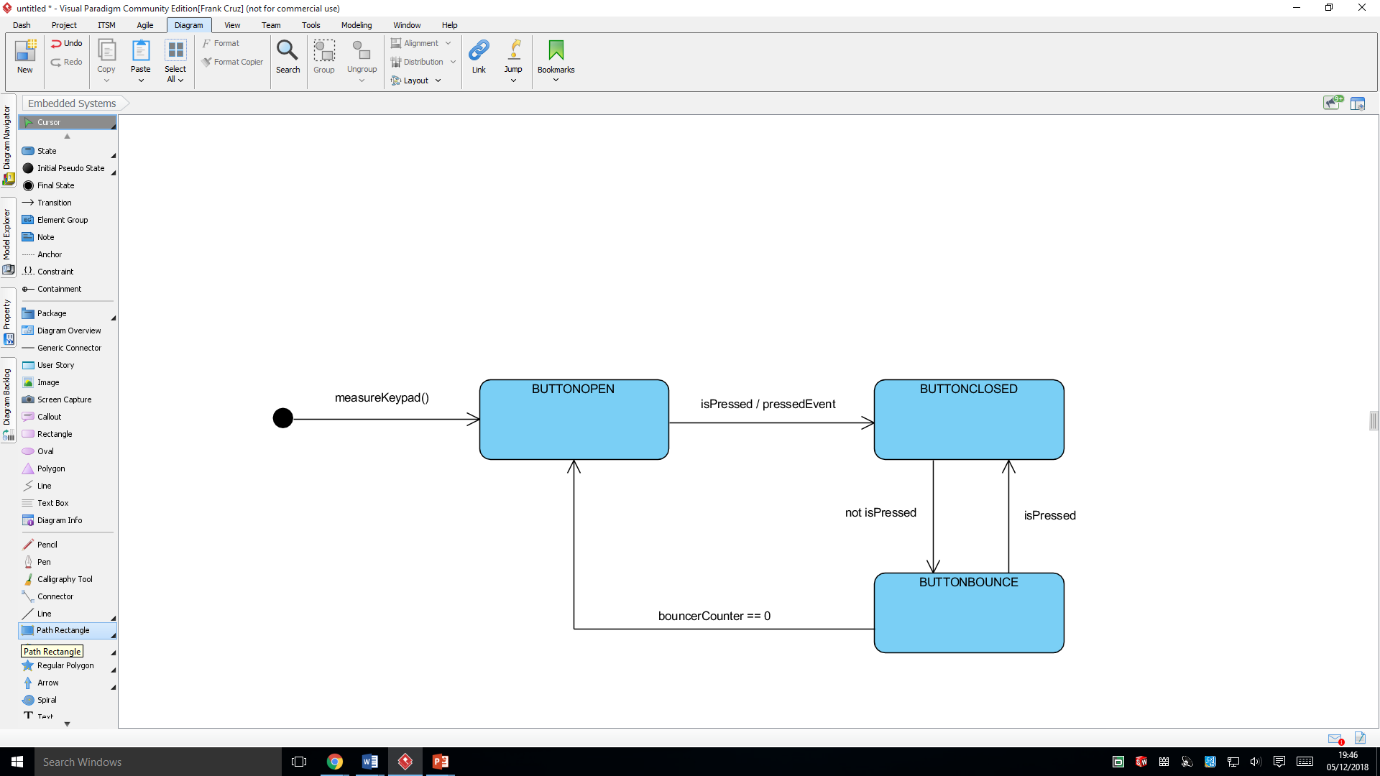 untitled * - Visual Paradigm Community Edition[Frank Cruz] (not for commercial use)
Dash Project ITSM Agile Diagram View Team Tools Modeling Window Help
New
Undo
Redo
Copy
Paste
Select
All
Format
Format Copier
Search
Group
Ungroup
Alignment
Distribution
Layout
Link
Jump
Bookmarks
Embedded Systems
Diagram Navigator
Model Explorer
Property
Diagram Backlog
Cursor
State
Initial Pseudo State
Final State
Transition
Element Group
Note
Anchor
Constraint
Containment
Package
Diagram Overview
Generic Connector
User Story
Image
Screen Capture
Callout
Rectangle
Oval
Polygon
Line
Text Box
Diagram Info
Pencil
Pen
Calligraphy Tool
Connector
Line
Path Rectangle
Path Rectangle
Regular Polygon
Arrow
Spiral
Text
measureKeypad()
BUTTONOPEN
isPressed / pressedEvent
BUTTONCLOSED
not isPressed
isPressed
BUTTONBOUNCE
bouncerCounter == 0
Search Windows
19:46
05/12/2018